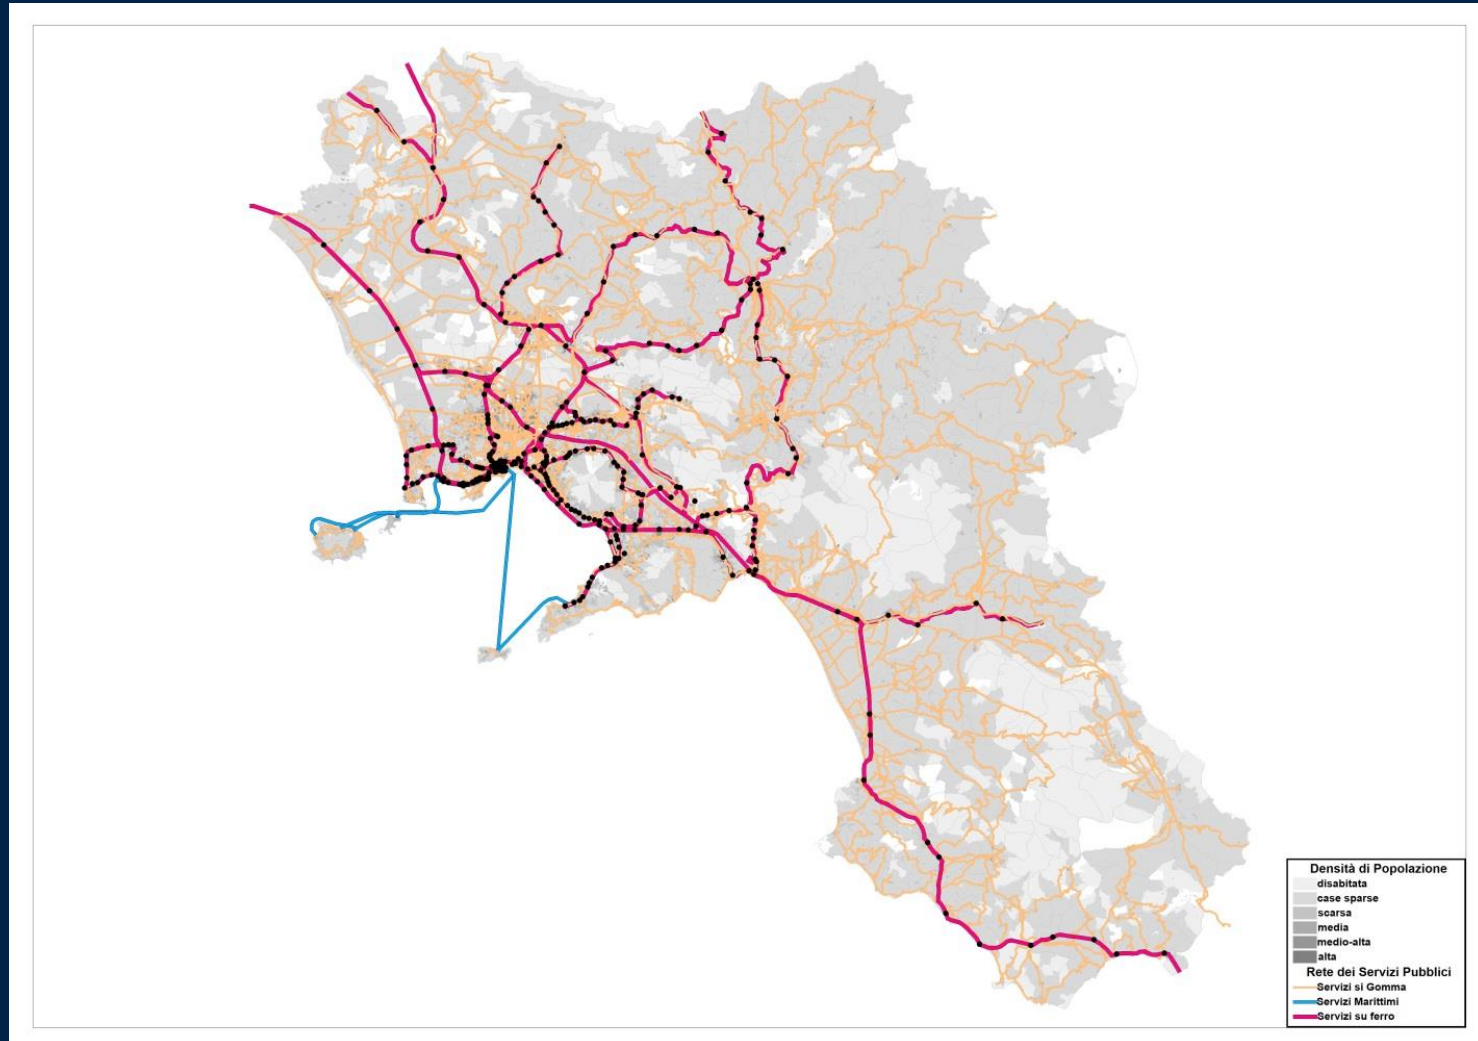 Densità di Popolazione
disabitata
case sparse
scarsa
media
medio-alta
alta
Rete dei Servizi Pubblici
Servizi si Gomma
Servizi Marittimi
Servizi su ferro